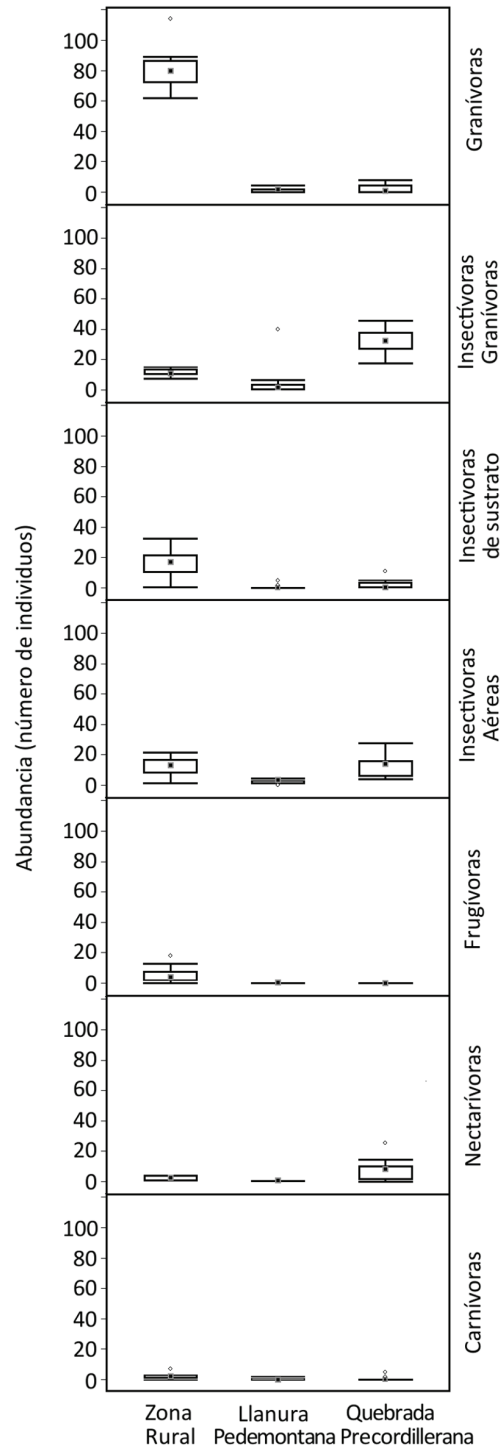 Abundancia (número de individuos)
100
80
60
40
20
0
Granívoras
100
80
60
40
20
0
Insectívoras
Granívoras
100
80
60
40
20
0
Insectivoras
de sustrato
100
80
60
40
20
0
Insectivoras
Aéreas
100
80
60
40
20
0
Frugívoras
100
80
60
40
20
0
Nectarívoras
100
80
60
40
20
0
Carnívoras
Zona
Rural
Llanura
Pedemontana
Quebrada
Precordillerana